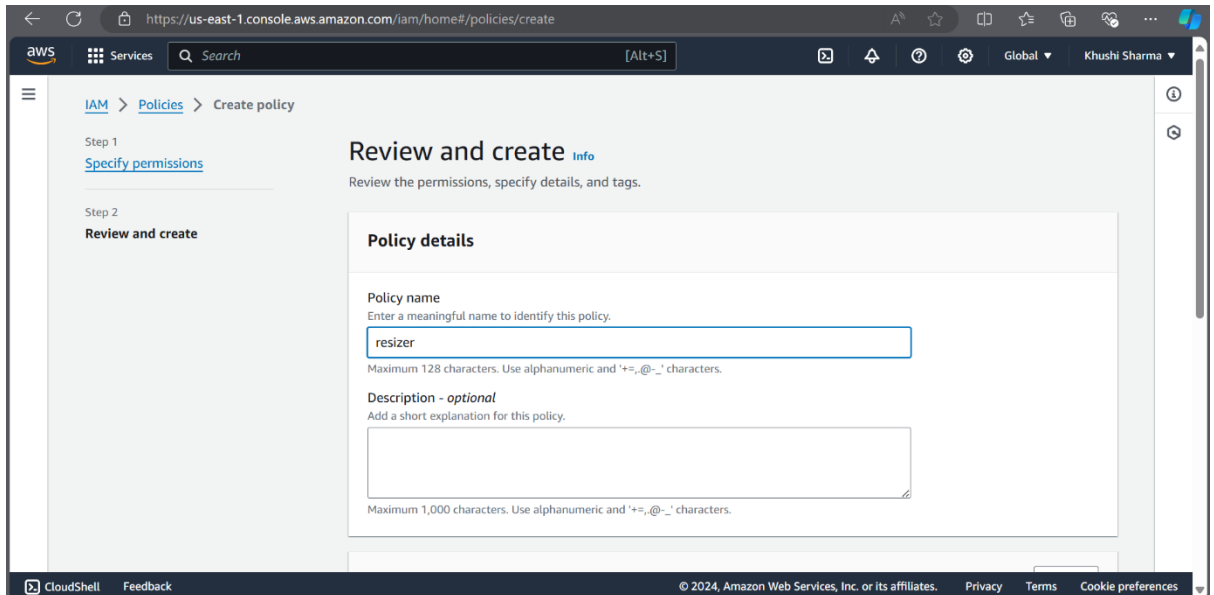 https://us-east-1.console.aws.amazon.com/iam/home#/policies/create
aws Services Search [Alt+S] Global Khushi Sharma
IAM > Policies > Create policy
Step 1
Specify permissions
Step 2
Review and create
Review and create Info
Review the permissions, specify details, and tags.
Policy details
Policy name
Enter a meaningful name to identify this policy.
resizer
Maximum 128 characters. Use alphanumeric and '+=,.@-_' characters.
Description - optional
Add a short explanation for this policy.
Maximum 1,000 characters. Use alphanumeric and '+=,.@-_' characters.
CloudShell Feedback © 2024, Amazon Web Services, Inc. or its affiliates. Privacy Terms Cookie preferences